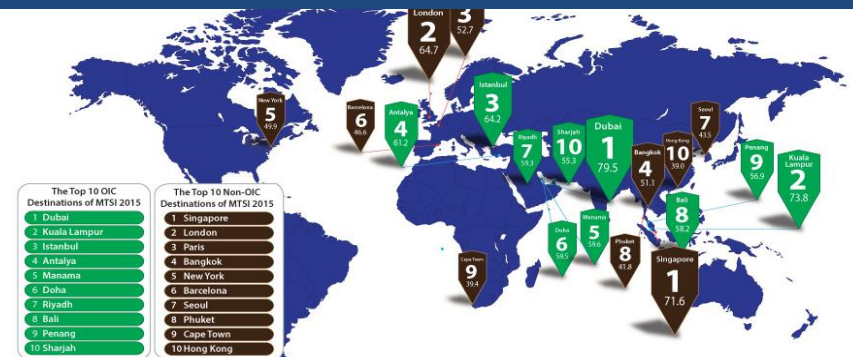 London
2
64.7
3
52.7
New York
5
49.9
Barcelona
6
46.6
Antalya
4
61.2
Istanbul
3
64.2
Riyadh
7
59.3
Sharjah
10
55.3
Dubai
1
79.5
Bangkok
4
51.1
Hong Kong
10
39.0
Seoul
7
43.5
Penang
9
56.9
Kuala
Lampur
2
73.8
Bali
8
58.2
Doha
6
59.5
Manama
5
59.6
Phuket
8
41.8
Cape Town
9
39.4
Singapore
1
71.6
The Top 10 OIC
Destinations of MTSI 2015
1 Dubai
2 Kuala Lampur
3 Istanbul
4 Antalya
5 Manama
6 Doha
7 Riyadh
8 Bali
9 Penang
10 Sharjah
The Top 10 Non-OIC
Destinations of MTSI 2015
1 Singapore
2 London
3 Paris
4 Bangkok
5 New York
6 Barcelona
7 Seoul
8 Phuket
9 Cape Town
10 Hong Kong